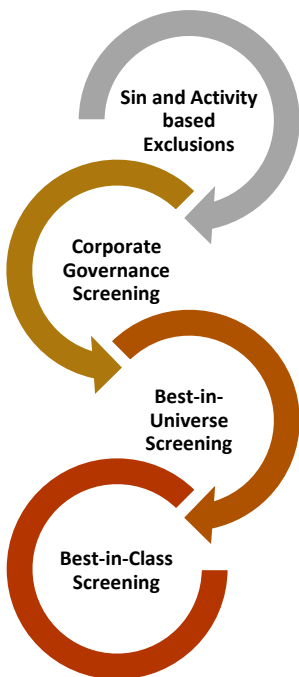 Sin and Activity
based
Exclusions
Corporate
Governance
Screening
Best-in-
Universe
Screening
Best-in-Class
Screening